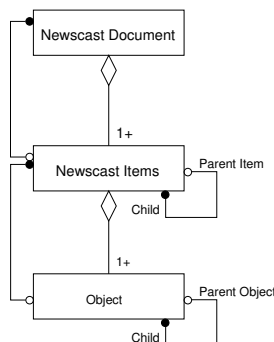 Newscast Document
1+
Newscast Items
Parent Item
Child
1+
Object
Parent Object
Child